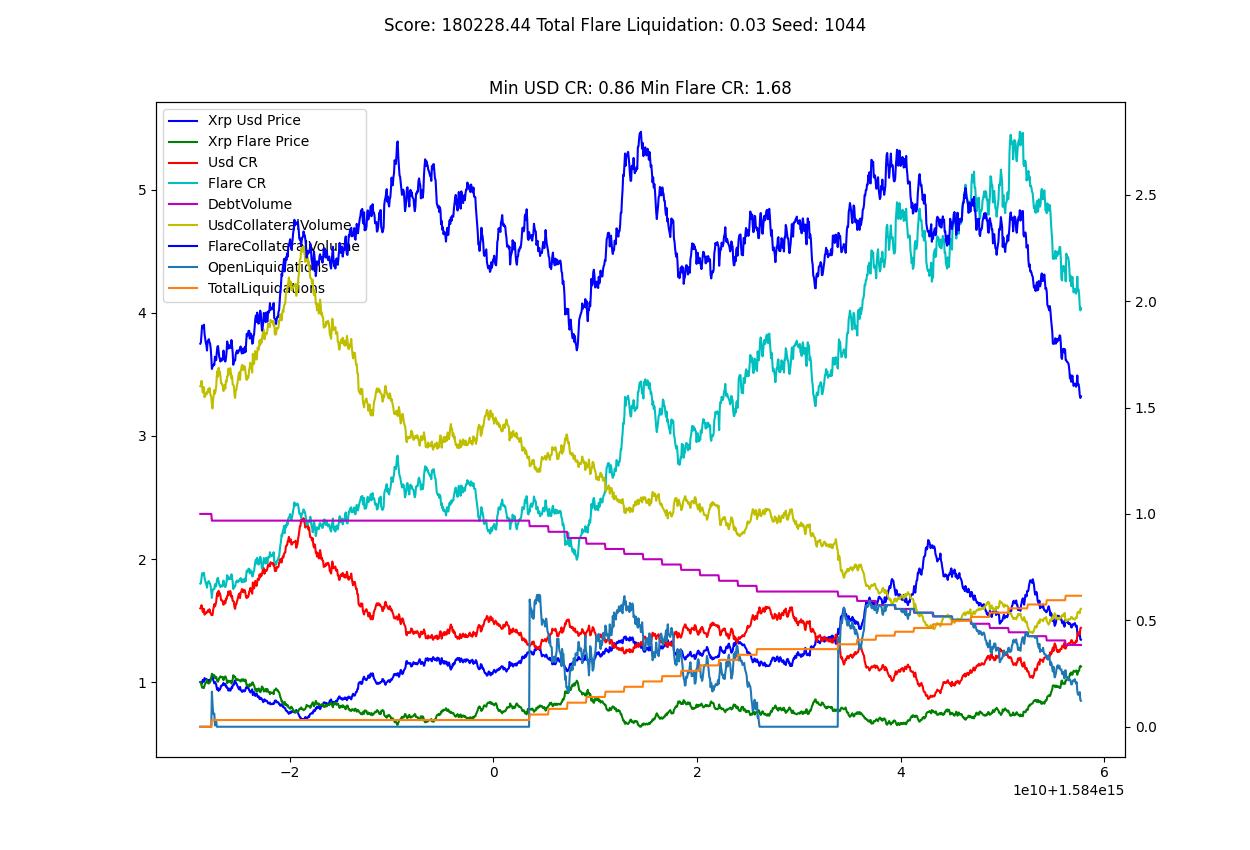 Score: 180228.44 Total Flare Liquidation: 0.03 Seed: 1044
Min USD CR: 0.86 Min Flare CR: 1.68
Xrp Usd Price
Xrp Flare Price
Usd CR
Flare CR
DebtVolume
UsdCollateralVolume
FlareCollateralVolume
OpenLiquidations
TotalLiquidations
5
4
3
2
1
2.5
2.0
1.5
1.0
0.5
0.0
−2
0
2
4
6
1e10+1.584e15